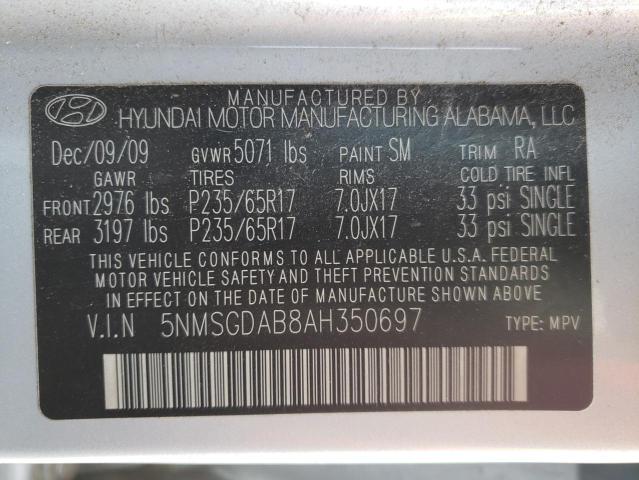 MANUFACTURED BY
HYUNDAI MOTOR MANUFACTURING ALABAMA, LLC
Dec/09/09 GVWR 5071 lbs PAINT SM TRIM RA
GAWR TIRES RIMS COLD TIRE INFL
FRONT 2976 lbs P235/65R17 7.0JX17 33 psi SINGLE
REAR 3197 lbs P235/65R17 7.0JX17 33 psi SINGLE
THIS VEHICLE CONFORMS TO ALL APPLICABLE U.S.A. FEDERAL
MOTOR VEHICLE SAFETY AND THEFT PREVENTION STANDARDS
IN EFFECT ON THE DATE OF MANUFACTURE SHOWN ABOVE
V.I.N 5NMSGDAB8AH350697 TYPE: MPV